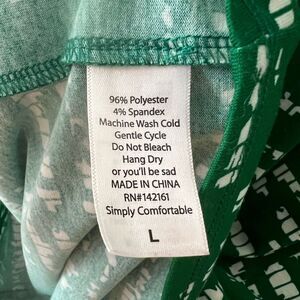 96% Polyester
4% Spandex
Machine Wash Cold
Gentle Cycle
Do Not Bleach
Hang Dry
or you'll be sad
MADE IN CHINA
RN#142161
Simply Comfortable
L